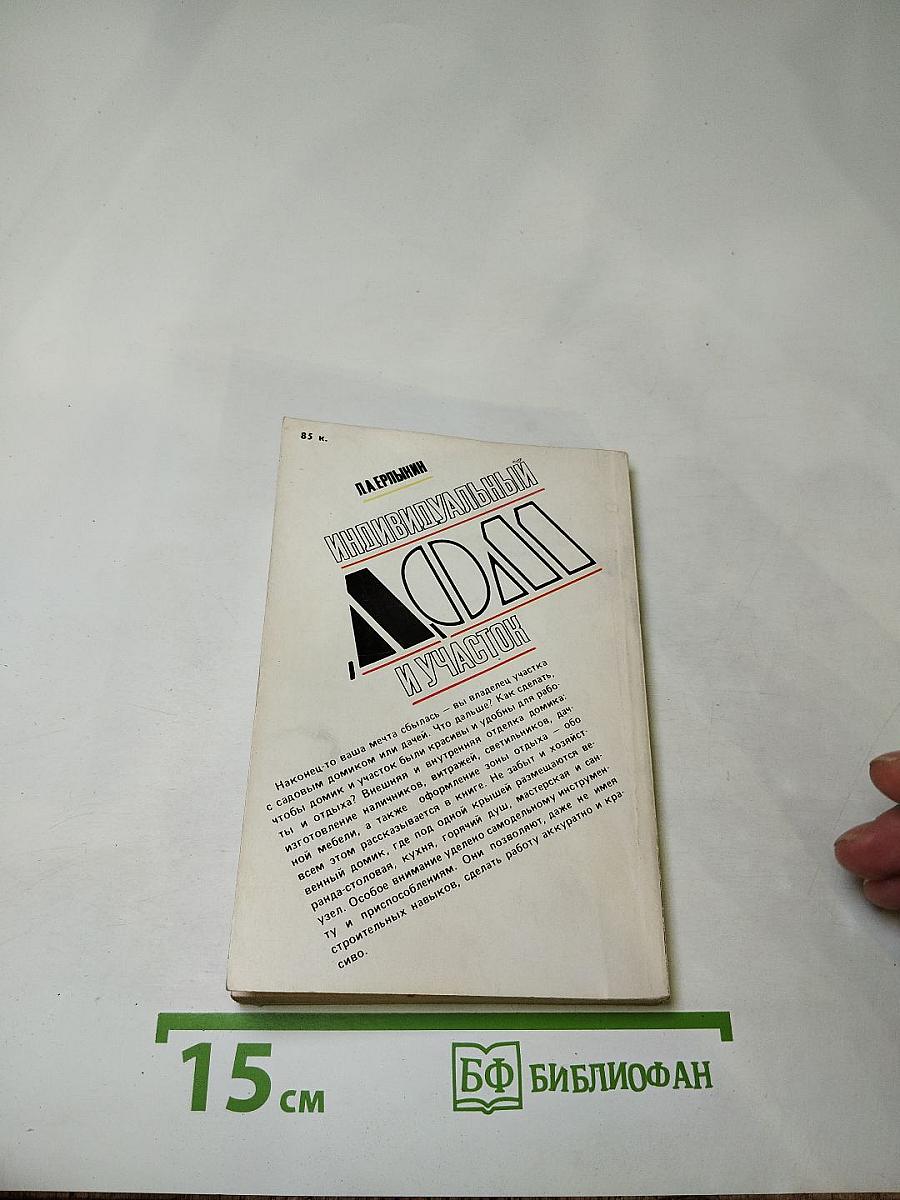 85 к.
Л.А.ЕРЛЫКИН
ИНДИВИДУАЛЬНЫЙ
ДОМ
И УЧАСТОК
Наконец-то ваша мечта сбылась — вы владелец участка
с садовым домиком или дачей. Что дальше? Как сделать,
чтобы домик и участок были красивы и удобны для рабо-
ты и отдыха? Внешняя и внутренняя отделка домика:
изготовление наличников, витражей, светильников, дач-
ной мебели, а также оформление зоны отдыха — обо
всем этом рассказывается в книге. Не забыт и хозяйст-
венный домик, где под одной крышей размещаются ве-
ранда-столовая, кухня, горячий душ, мастерская и сан-
узел. Особое внимание уделено самодельному инструмен-
ту и приспособлениям. Они позволяют, даже не имея
строительных навыков, сделать работу аккуратно и кра-
сиво.
15 см
БФ БИБЛИОФАН